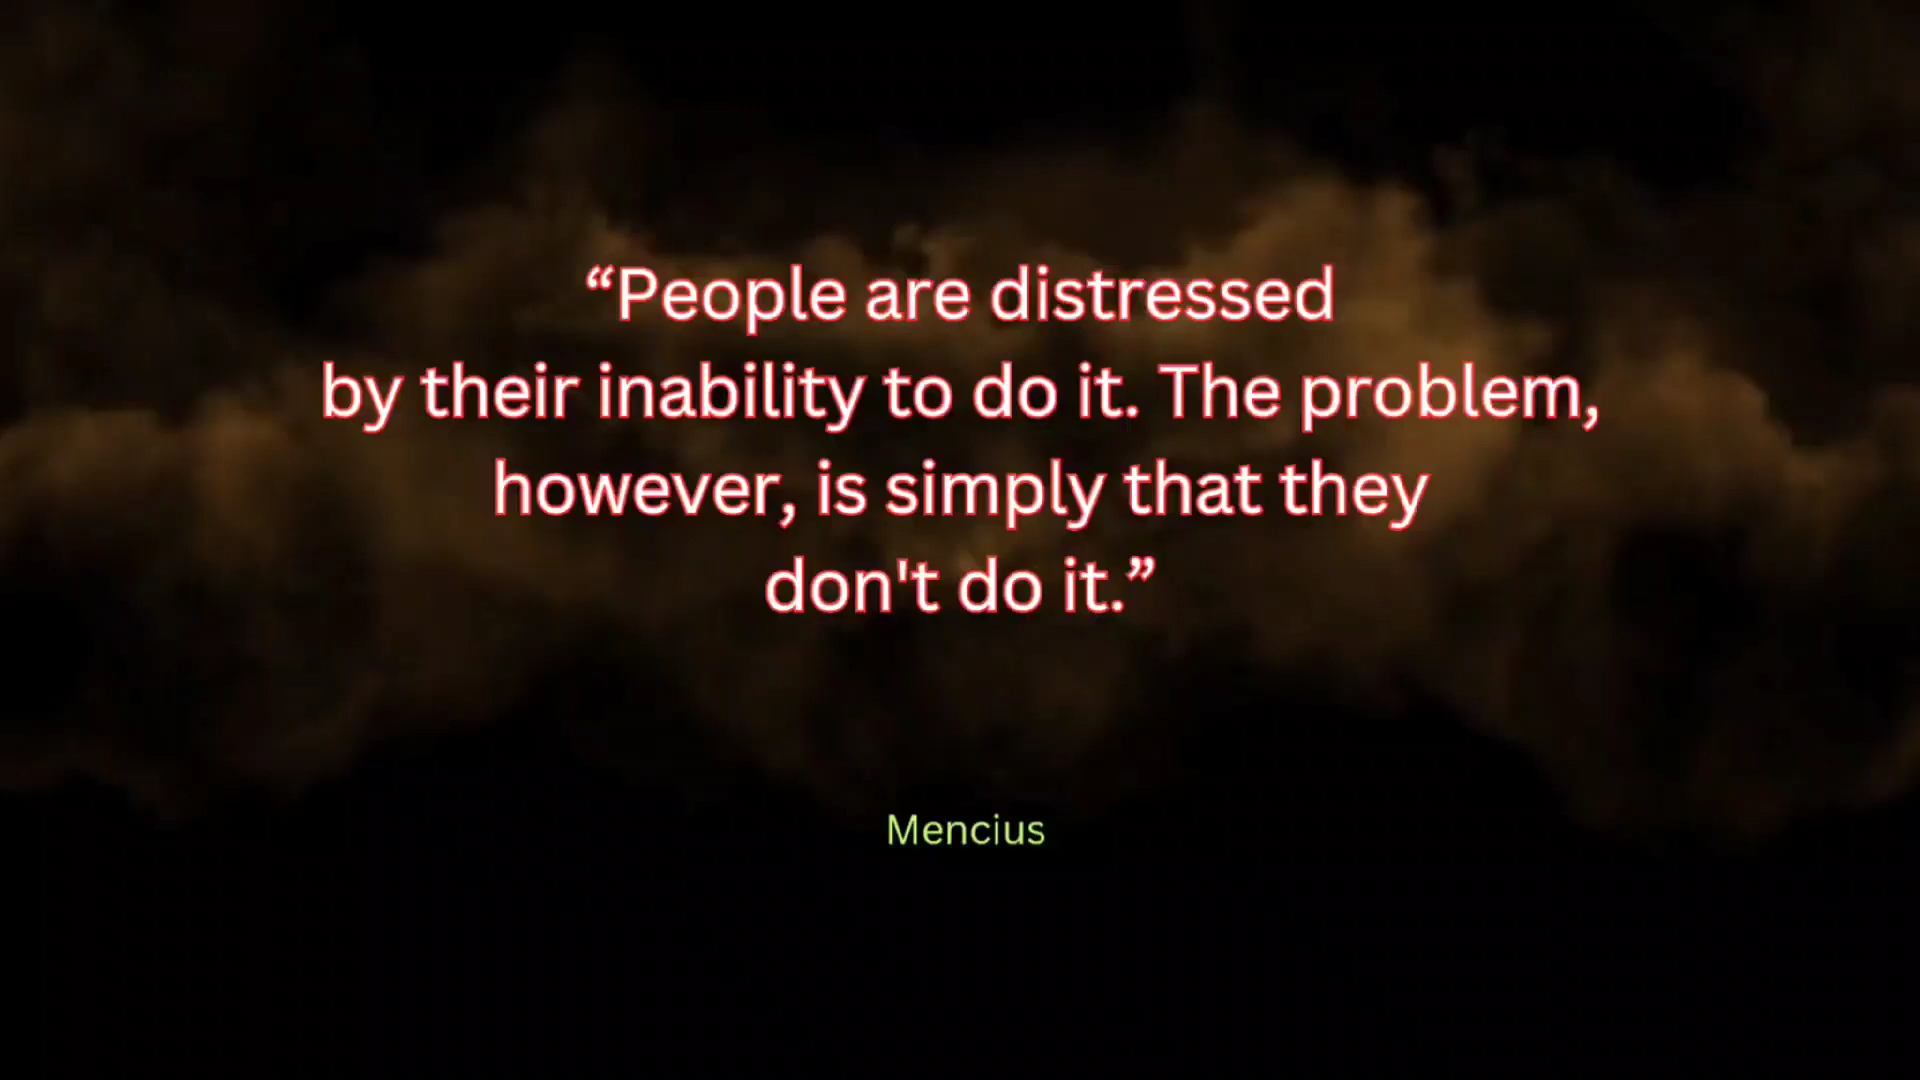 “People are distressed
by their inability to do it. The problem,
however, is simply that they
don't do it.”
Mencius